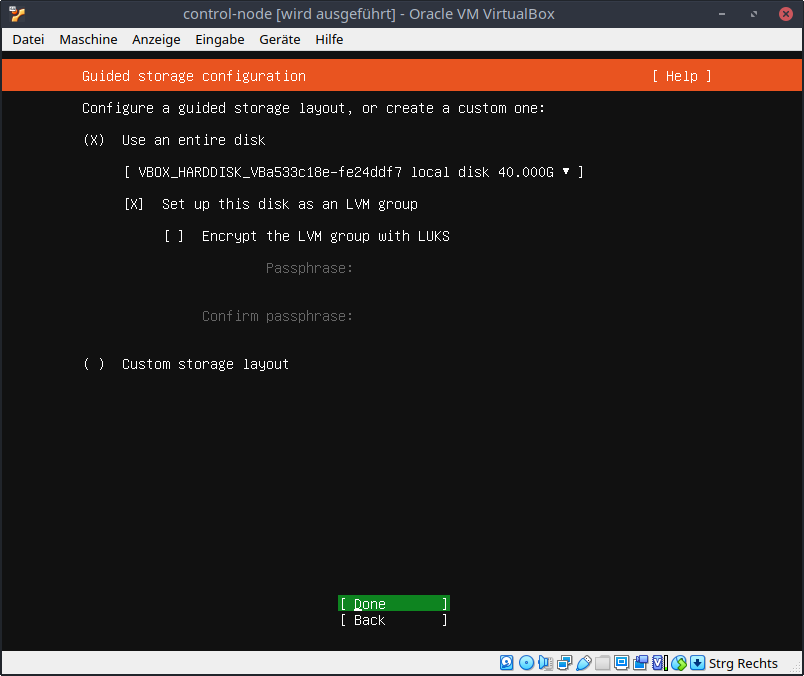 control-node [wird ausgeführt] - Oracle VM VirtualBox
Datei Maschine Anzeige Eingabe Geräte Hilfe
Guided storage configuration [ Help ]
Configure a guided storage layout, or create a custom one:
(X) Use an entire disk
[ VBOX_HARDDISK_VBa533c18e-fe24ddf7 local disk 40.000G ▼ ]
[X] Set up this disk as an LVM group
[ ] Encrypt the LVM group with LUKS
Passphrase:
Confirm passphrase:
( ) Custom storage layout
[ Done ]
[ Back ]
Strg Rechts